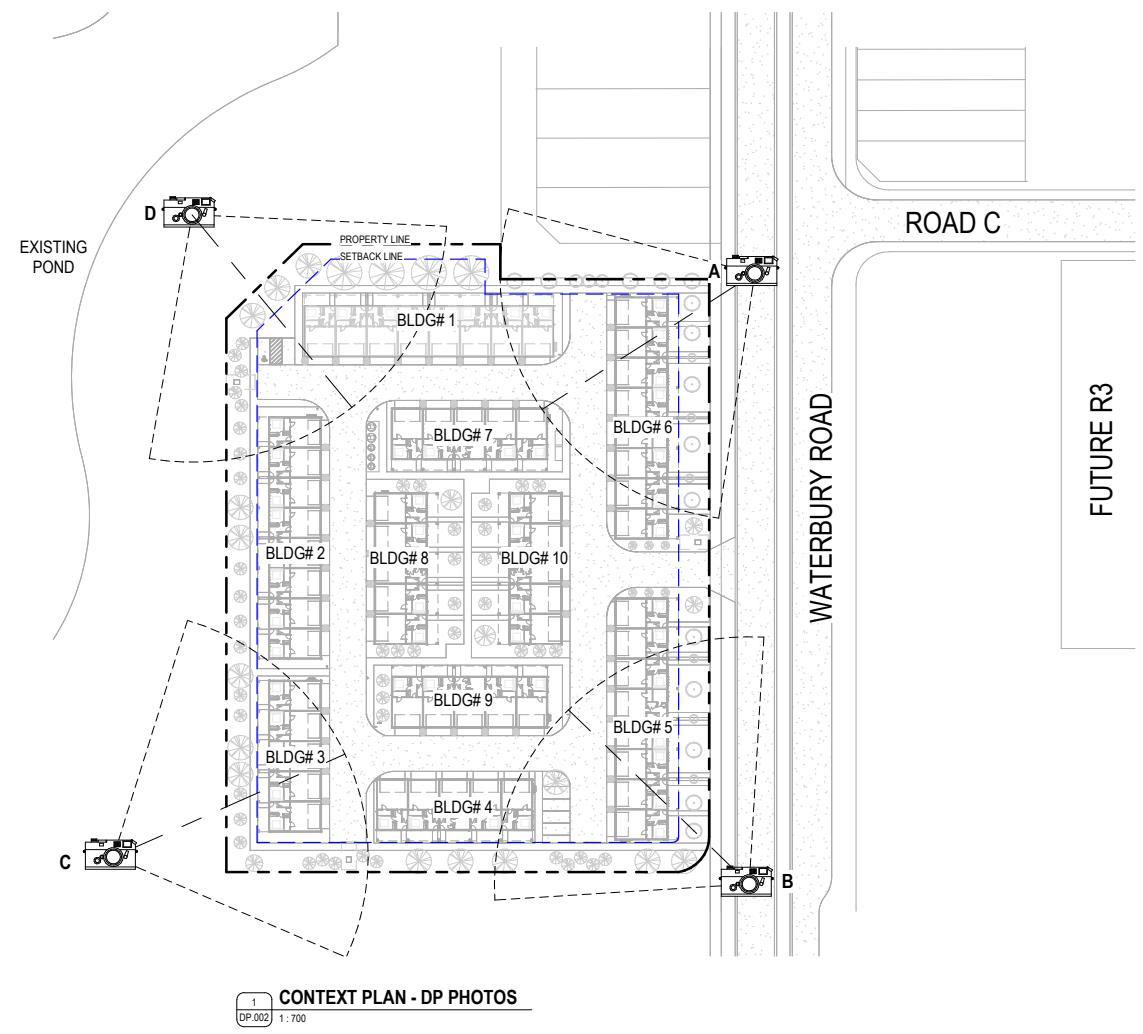 D
EXISTING
POND
PROPERTY LINE
SETBACK LINE
ROAD C
A
BLDG# 1
BLDG# 7
BLDG# 6
WATERBURY ROAD
FUTURE R3
BLDG# 2
BLDG# 8
BLDG# 10
BLDG# 9
BLDG# 5
BLDG# 3
BLDG# 4
C
B
1
DP.002
CONTEXT PLAN - DP PHOTOS
1 : 700